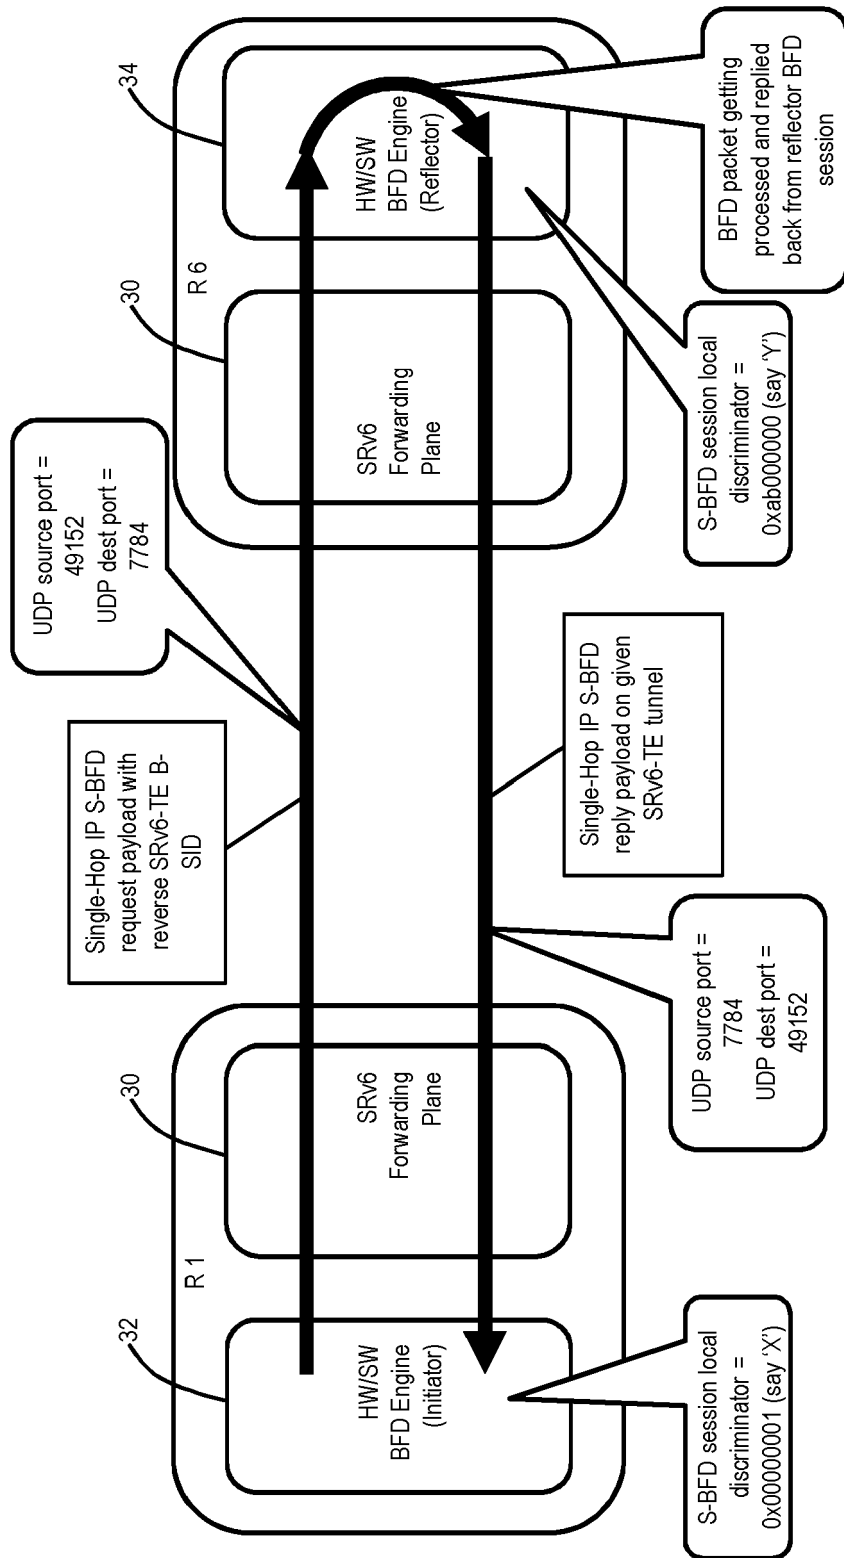 UDP source port =
49152
UDP dest port =
7784
Single-Hop IP S-BFD
request payload with
reverse SRv6-TE B-
SID
32
30
30
34
R 1
R 6
HW/SW
BFD Engine
(Initiator)
SRv6
Forwarding
Plane
SRv6
Forwarding
Plane
HW/SW
BFD Engine
(Reflector)
Single-Hop IP S-BFD
reply payload on given
SRv6-TE tunnel
S-BFD session local
discriminator =
0x00000001 (say ‘X’)
UDP source port =
7784
UDP dest port =
49152
S-BFD session local
discriminator =
0xab000000 (say ‘Y’)
BFD packet getting
processed and replied
back from reflector BFD
session